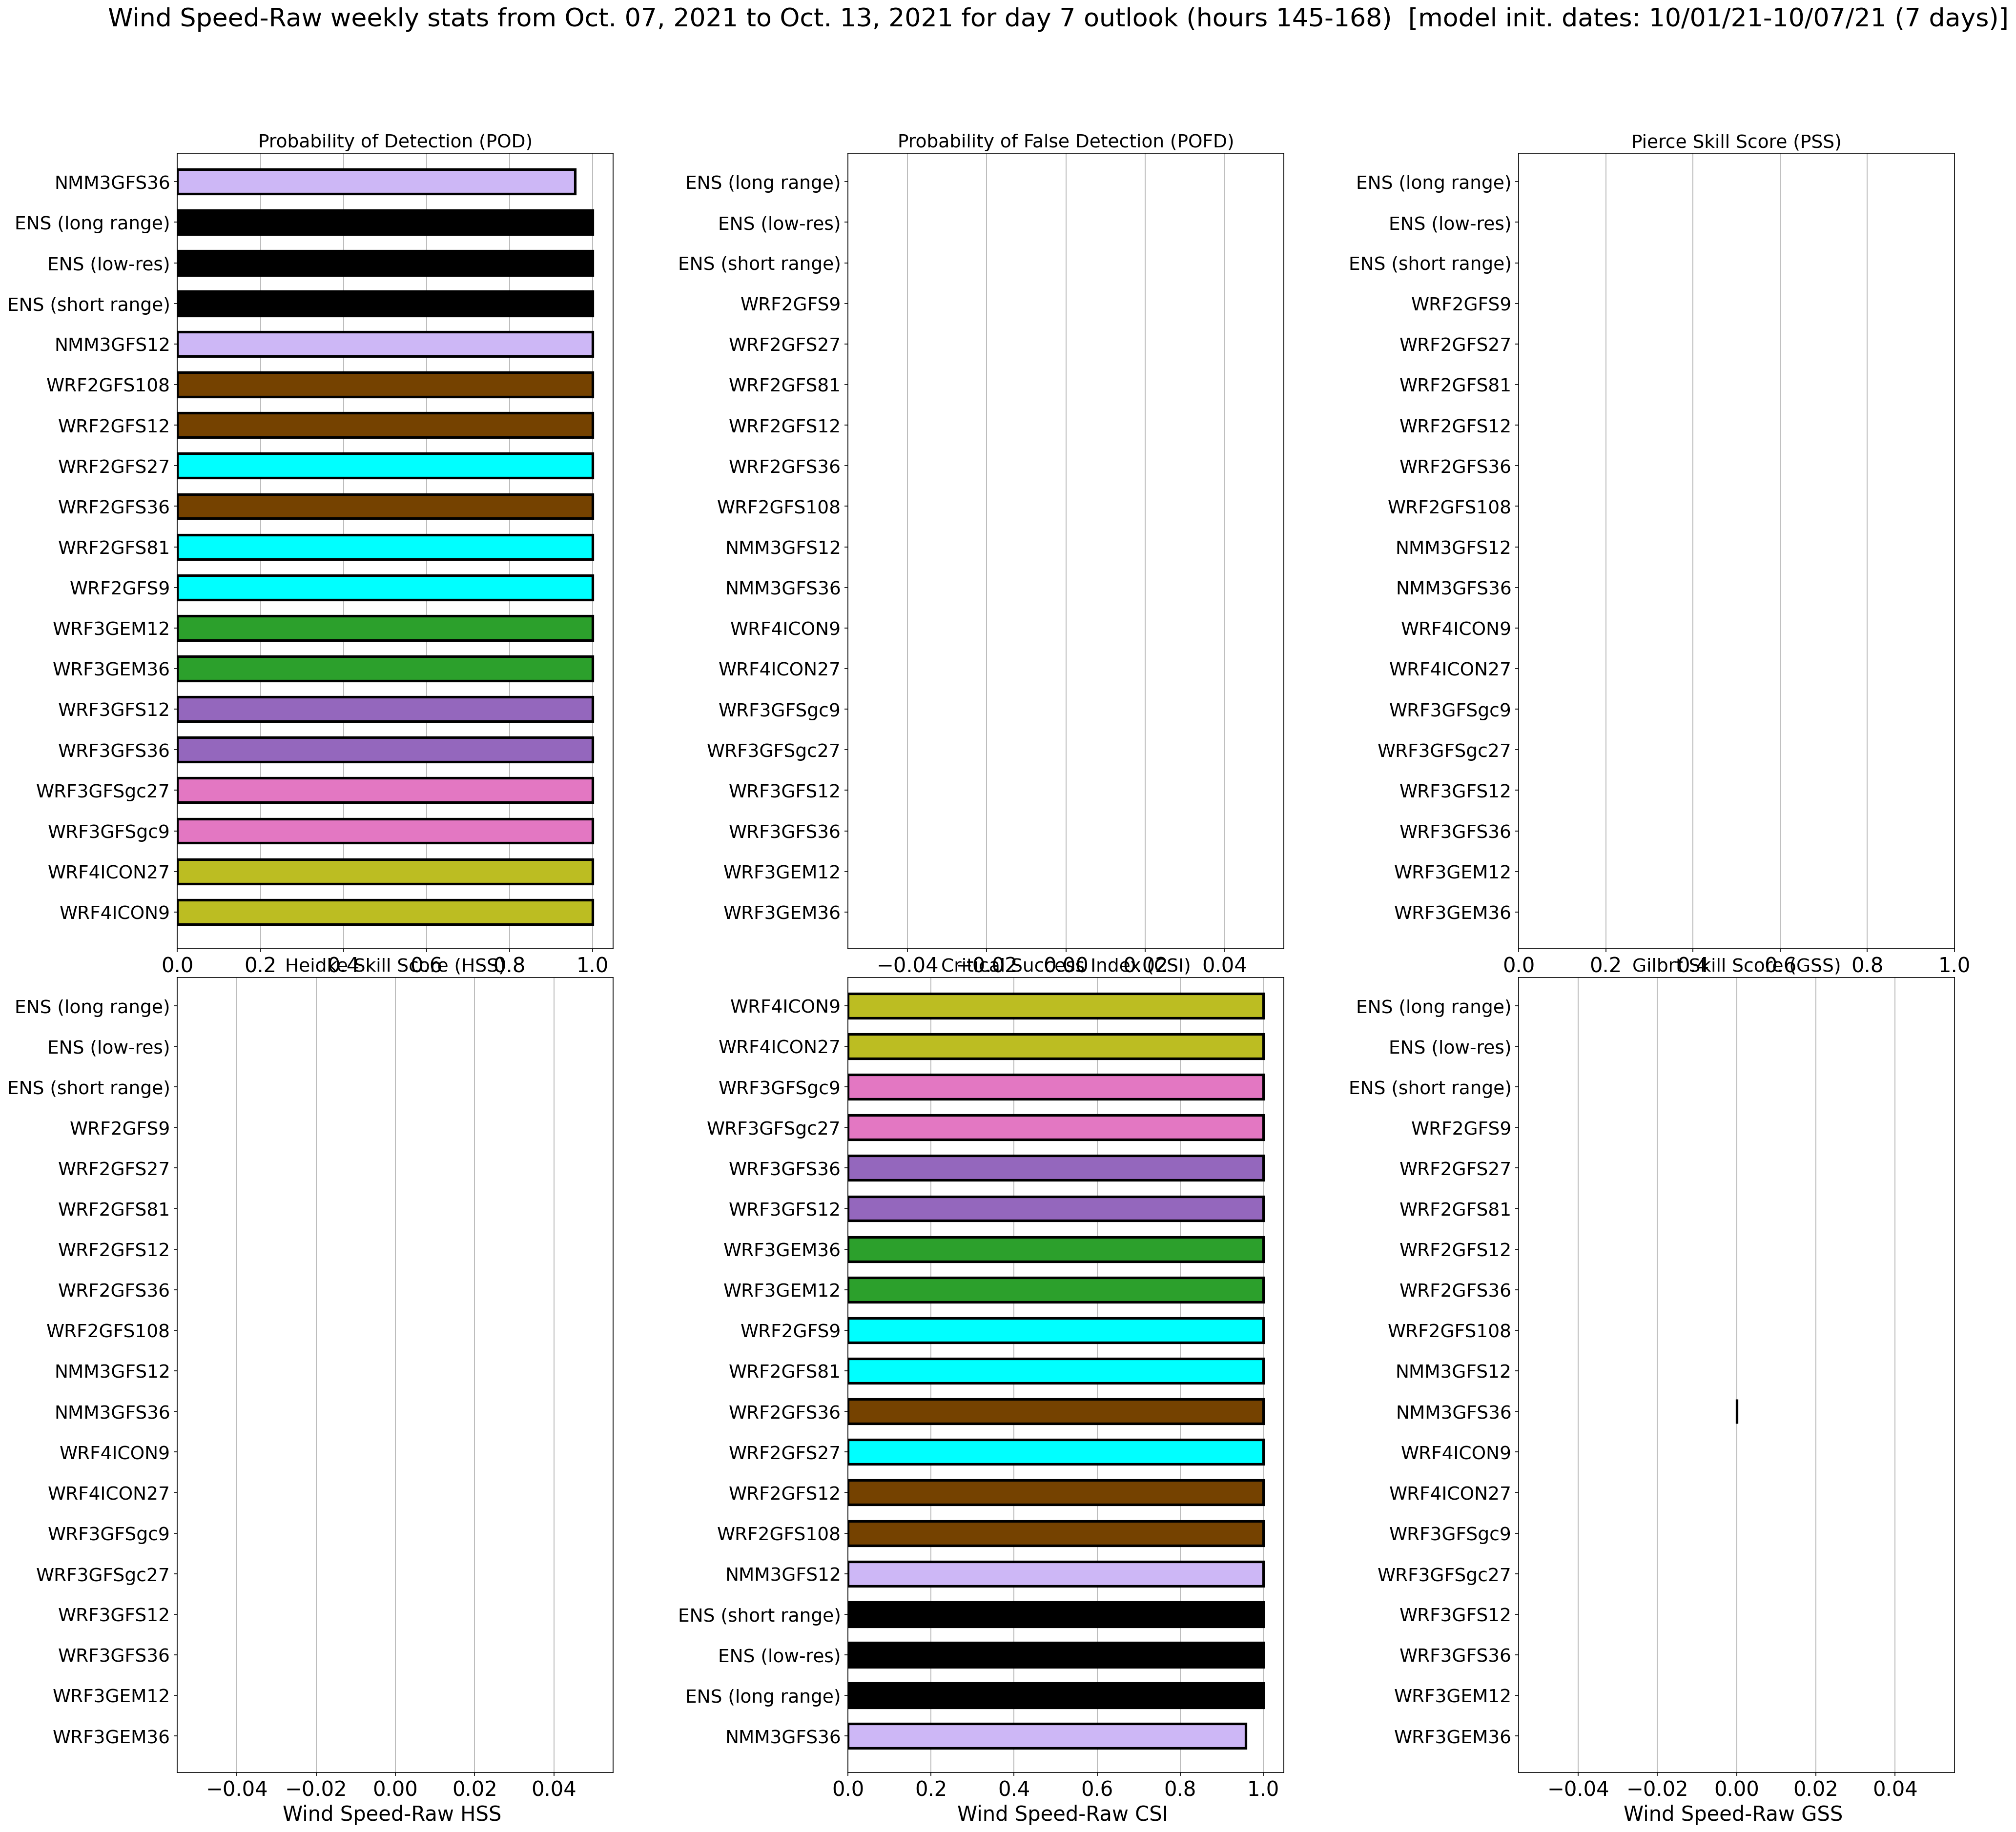 Wind Speed-Raw weekly stats from Oct. 07, 2021 to Oct. 13, 2021 for day 7 outlook (hours 145-168)  [model init. dates: 10/01/21-10/07/21 (7 days)]
Probability of Detection (POD)
NMM3GFS36
ENS (long range)
ENS (low-res)
ENS (short range)
NMM3GFS12
WRF2GFS108
WRF2GFS12
WRF2GFS27
WRF2GFS36
WRF2GFS81
WRF2GFS9
WRF3GEM12
WRF3GEM36
WRF3GFS12
WRF3GFS36
WRF3GFSgc27
WRF3GFSgc9
WRF4ICON27
WRF4ICON9
0.0 0.2 0.4 0.6 0.8 1.0
Probability of False Detection (POFD)
ENS (long range)
ENS (low-res)
ENS (short range)
WRF2GFS9
WRF2GFS27
WRF2GFS81
WRF2GFS12
WRF2GFS36
WRF2GFS108
NMM3GFS12
NMM3GFS36
WRF4ICON9
WRF4ICON27
WRF3GFSgc9
WRF3GFSgc27
WRF3GFS12
WRF3GFS36
WRF3GEM12
WRF3GEM36
−0.04 −0.02 0.00 0.02 0.04
Pierce Skill Score (PSS)
ENS (long range)
ENS (low-res)
ENS (short range)
WRF2GFS9
WRF2GFS27
WRF2GFS81
WRF2GFS12
WRF2GFS36
WRF2GFS108
NMM3GFS12
NMM3GFS36
WRF4ICON9
WRF4ICON27
WRF3GFSgc9
WRF3GFSgc27
WRF3GFS12
WRF3GFS36
WRF3GEM12
WRF3GEM36
0.0 0.2 0.4 0.6 0.8 1.0
Heidke Skill Score (HSS)
ENS (long range)
ENS (low-res)
ENS (short range)
WRF2GFS9
WRF2GFS27
WRF2GFS81
WRF2GFS12
WRF2GFS36
WRF2GFS108
NMM3GFS12
NMM3GFS36
WRF4ICON9
WRF4ICON27
WRF3GFSgc9
WRF3GFSgc27
WRF3GFS12
WRF3GFS36
WRF3GEM12
WRF3GEM36
−0.04 −0.02 0.00 0.02 0.04
Wind Speed-Raw HSS
Critical Success Index (CSI)
WRF4ICON9
WRF4ICON27
WRF3GFSgc9
WRF3GFSgc27
WRF3GFS36
WRF3GFS12
WRF3GEM36
WRF3GEM12
WRF2GFS9
WRF2GFS81
WRF2GFS36
WRF2GFS27
WRF2GFS12
WRF2GFS108
NMM3GFS12
ENS (short range)
ENS (low-res)
ENS (long range)
NMM3GFS36
0.0 0.2 0.4 0.6 0.8 1.0
Wind Speed-Raw CSI
Gilbrt Skill Score (GSS)
ENS (long range)
ENS (low-res)
ENS (short range)
WRF2GFS9
WRF2GFS27
WRF2GFS81
WRF2GFS12
WRF2GFS36
WRF2GFS108
NMM3GFS12
NMM3GFS36
WRF4ICON9
WRF4ICON27
WRF3GFSgc9
WRF3GFSgc27
WRF3GFS12
WRF3GFS36
WRF3GEM12
WRF3GEM36
−0.04 −0.02 0.00 0.02 0.04
Wind Speed-Raw GSS